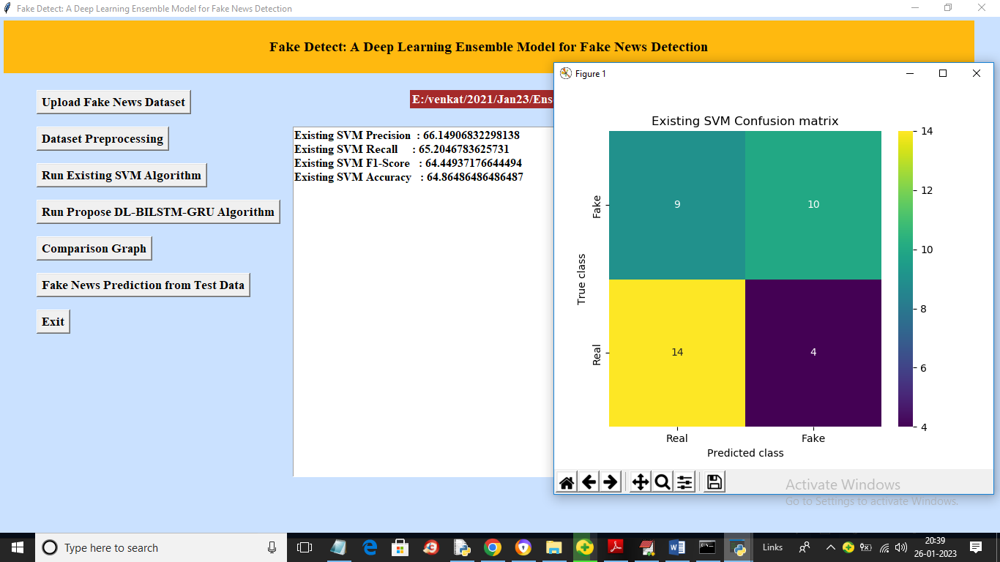 Fake Detect: A Deep Learning Ensemble Model for Fake News Detection
Fake Detect: A Deep Learning Ensemble Model for Fake News Detection
Upload Fake News Dataset
E:/venkat/2021/Jan23/Ens
Dataset Preprocessing
Run Existing SVM Algorithm
Run Propose DL-BILSTM-GRU Algorithm
Comparison Graph
Fake News Prediction from Test Data
Exit
Existing SVM Precision : 66.14906832298138
Existing SVM Recall : 65.2046783625731
Existing SVM F1-Score : 64.44937176644494
Existing SVM Accuracy : 64.86486486486487
Figure 1
Existing SVM Confusion matrix
True class
Fake
9
10
Real
14
4
Real
Fake
Predicted class
14
12
10
8
6
4
Activate Windows
Go to Settings to activate Windows.
Type here to search
Links
20:39
26-01-2023